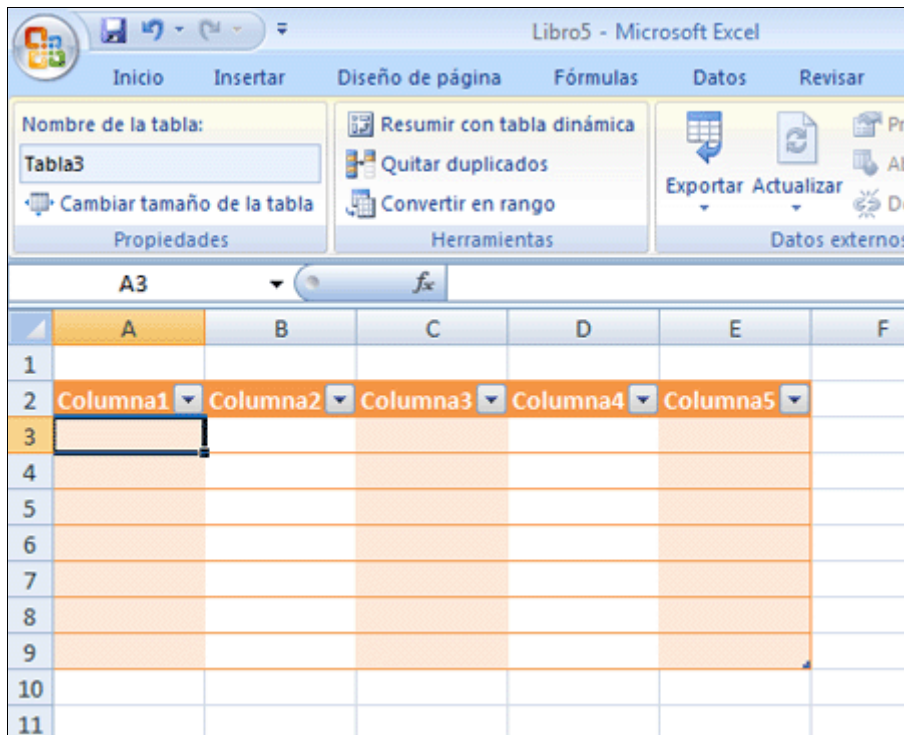 Libro5 - Microsoft Excel
Inicio Insertar Diseño de página Fórmulas Datos Revisar
Nombre de la tabla:
Tabla3
Cambiar tamaño de la tabla
Propiedades
Resumir con tabla dinámica
Quitar duplicados
Convertir en rango
Herramientas
Exportar Actualizar
Datos externos
A3 fx
A B C D E F
1
2 Columna1 Columna2 Columna3 Columna4 Columna5
3
4
5
6
7
8
9
10
11